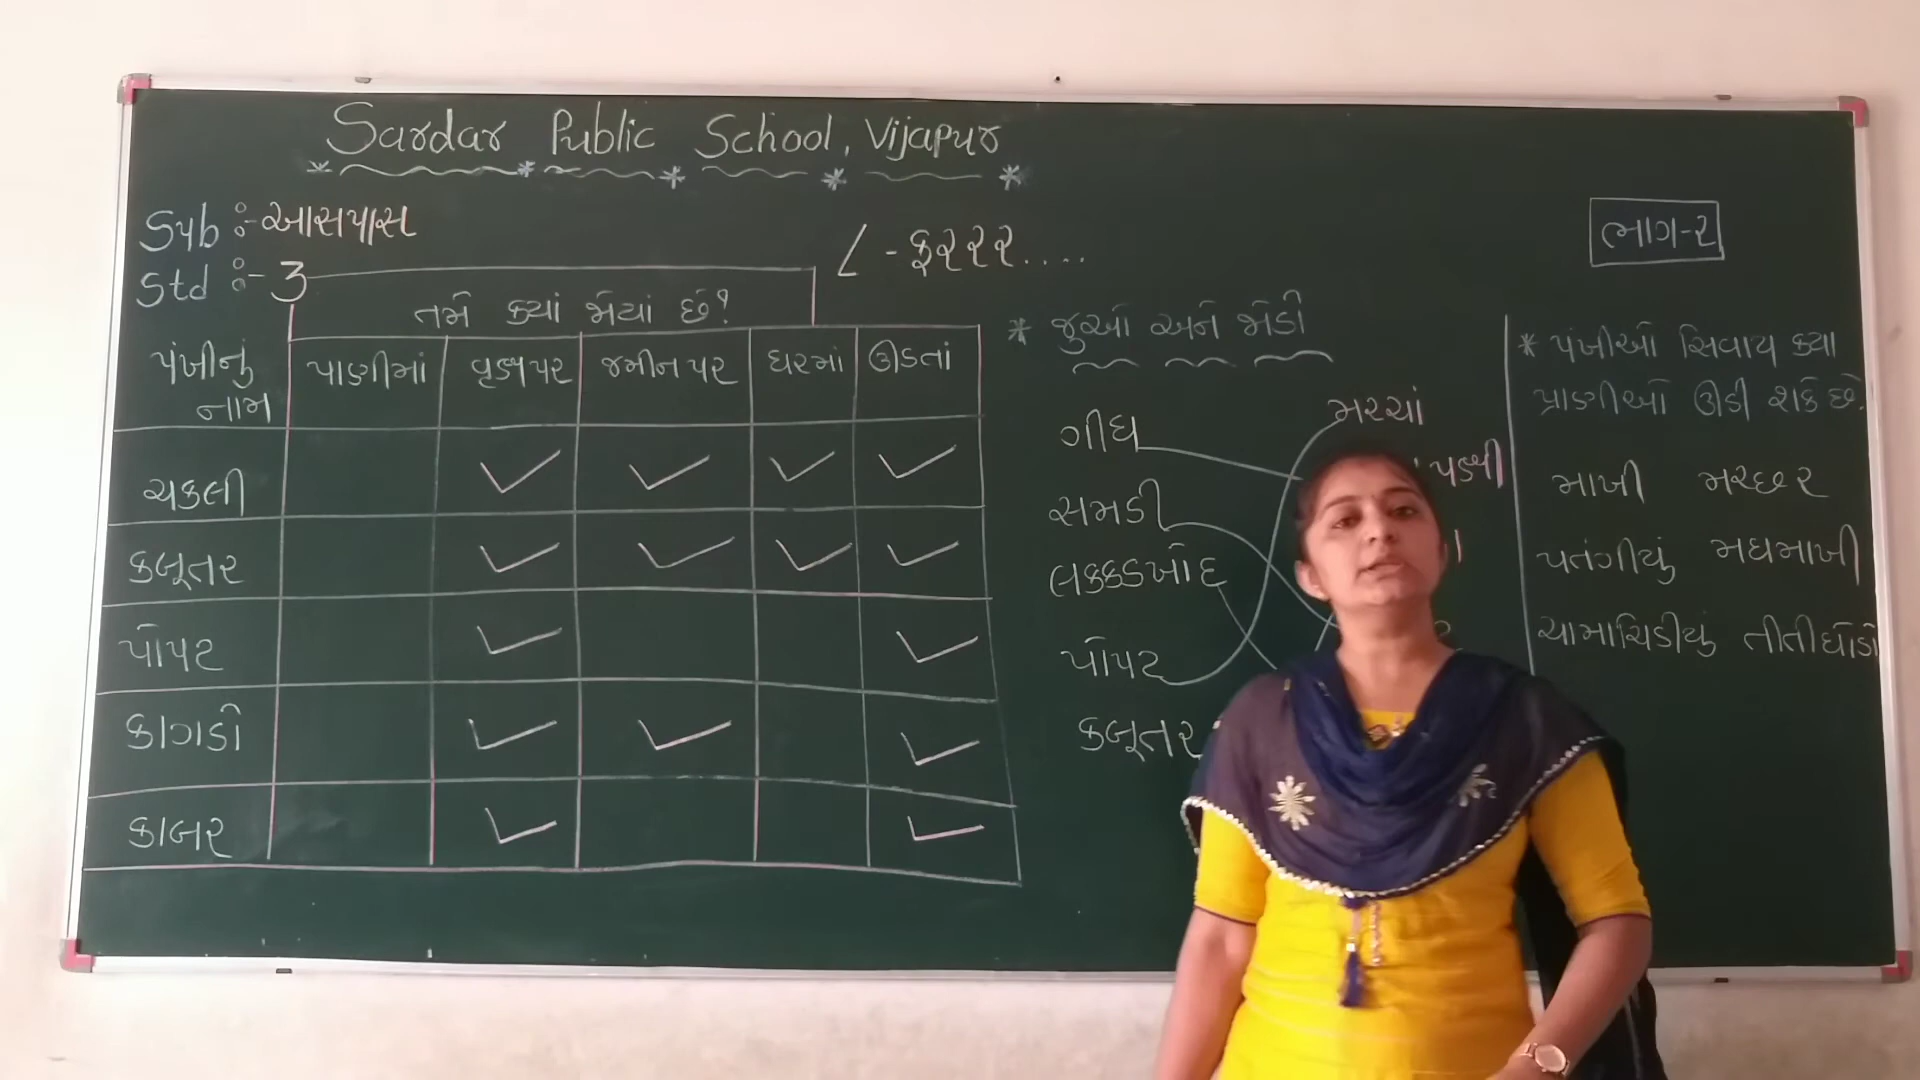 Sardar Public School, Vijapur
Sub :- આસપાસ
Std :- 3
૮ - ફરરર....
ભાગ-૨
તમે ક્યાં જોયાં છે?
પંખીનું નામ પાણીમાં વૃક્ષ પર જમીન પર ઘરમાં ઊડતાં
ચકલી
કબૂતર
પોપટ
કાગડો
કાબર
* જુઓ અને જોડો
ગીધ
સમડી
લક્કડખોદ
પોપટ
કબૂતર
મરચાં
* પંખીઓ સિવાય ક્યા
પ્રાણીઓ ઊડી શકે છે.
માખી મચ્છર
પતંગીયું મધમાખી
ચામાચિડીયું તીતીઘોડો